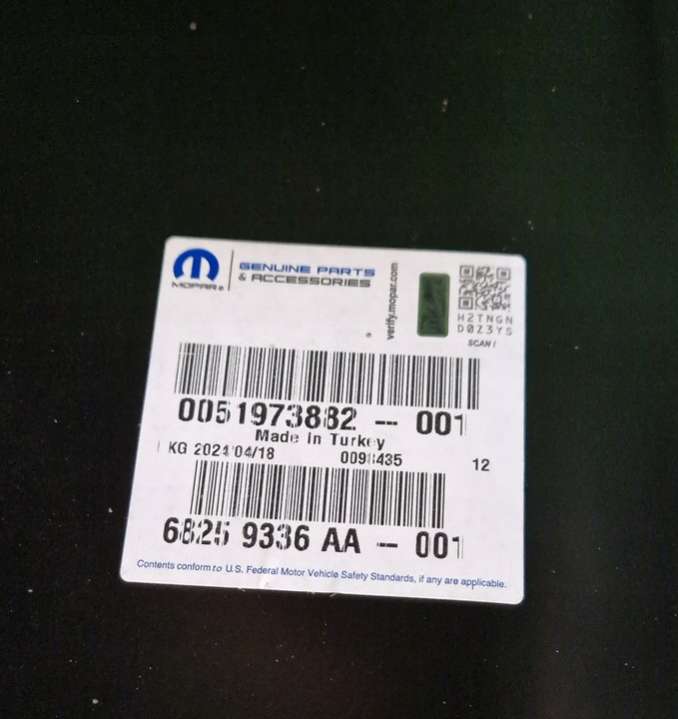 MOPAR®
GENUINE PARTS
& ACCESSORIES
verify.mopar.com
H2TNGN
D0Z3YS
SCAN!
0051973882 -- 001
Made in Turkey
KG 2021/04/18 12
6825 9336 AA -- 001
Contents conform to U.S. Federal Motor Vehicle Safety Standards, if any are applicable.